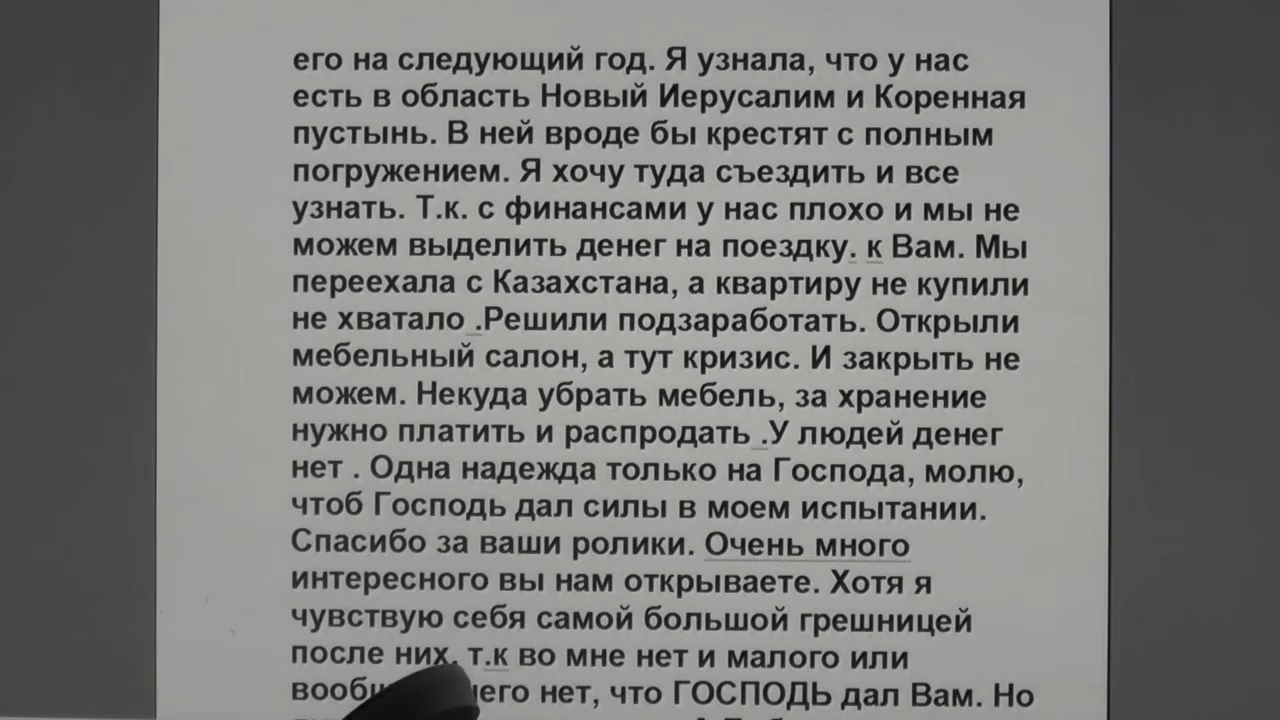 его на следующий год. Я узнала, что у нас
есть в область Новый Иерусалим и Коренная
пустынь. В ней вроде бы крестят с полным
погружением. Я хочу туда съездить и все
узнать. Т.к. с финансами у нас плохо и мы не
можем выделить денег на поездку. к Вам. Мы
переехала с Казахстана, а квартиру не купили
не хватало .Решили подзаработать. Открыли
мебельный салон, а тут кризис. И закрыть не
можем. Некуда убрать мебель, за хранение
нужно платить и распродать .У людей денег
нет . Одна надежда только на Господа, молю,
чтоб Господь дал силы в моем испытании.
Спасибо за ваши ролики. Очень много
интересного вы нам открываете. Хотя я
чувствую себя самой большой грешницей
после них. т.к во мне нет и малого или
нет, что ГОСПОДЬ дал Вам. Но